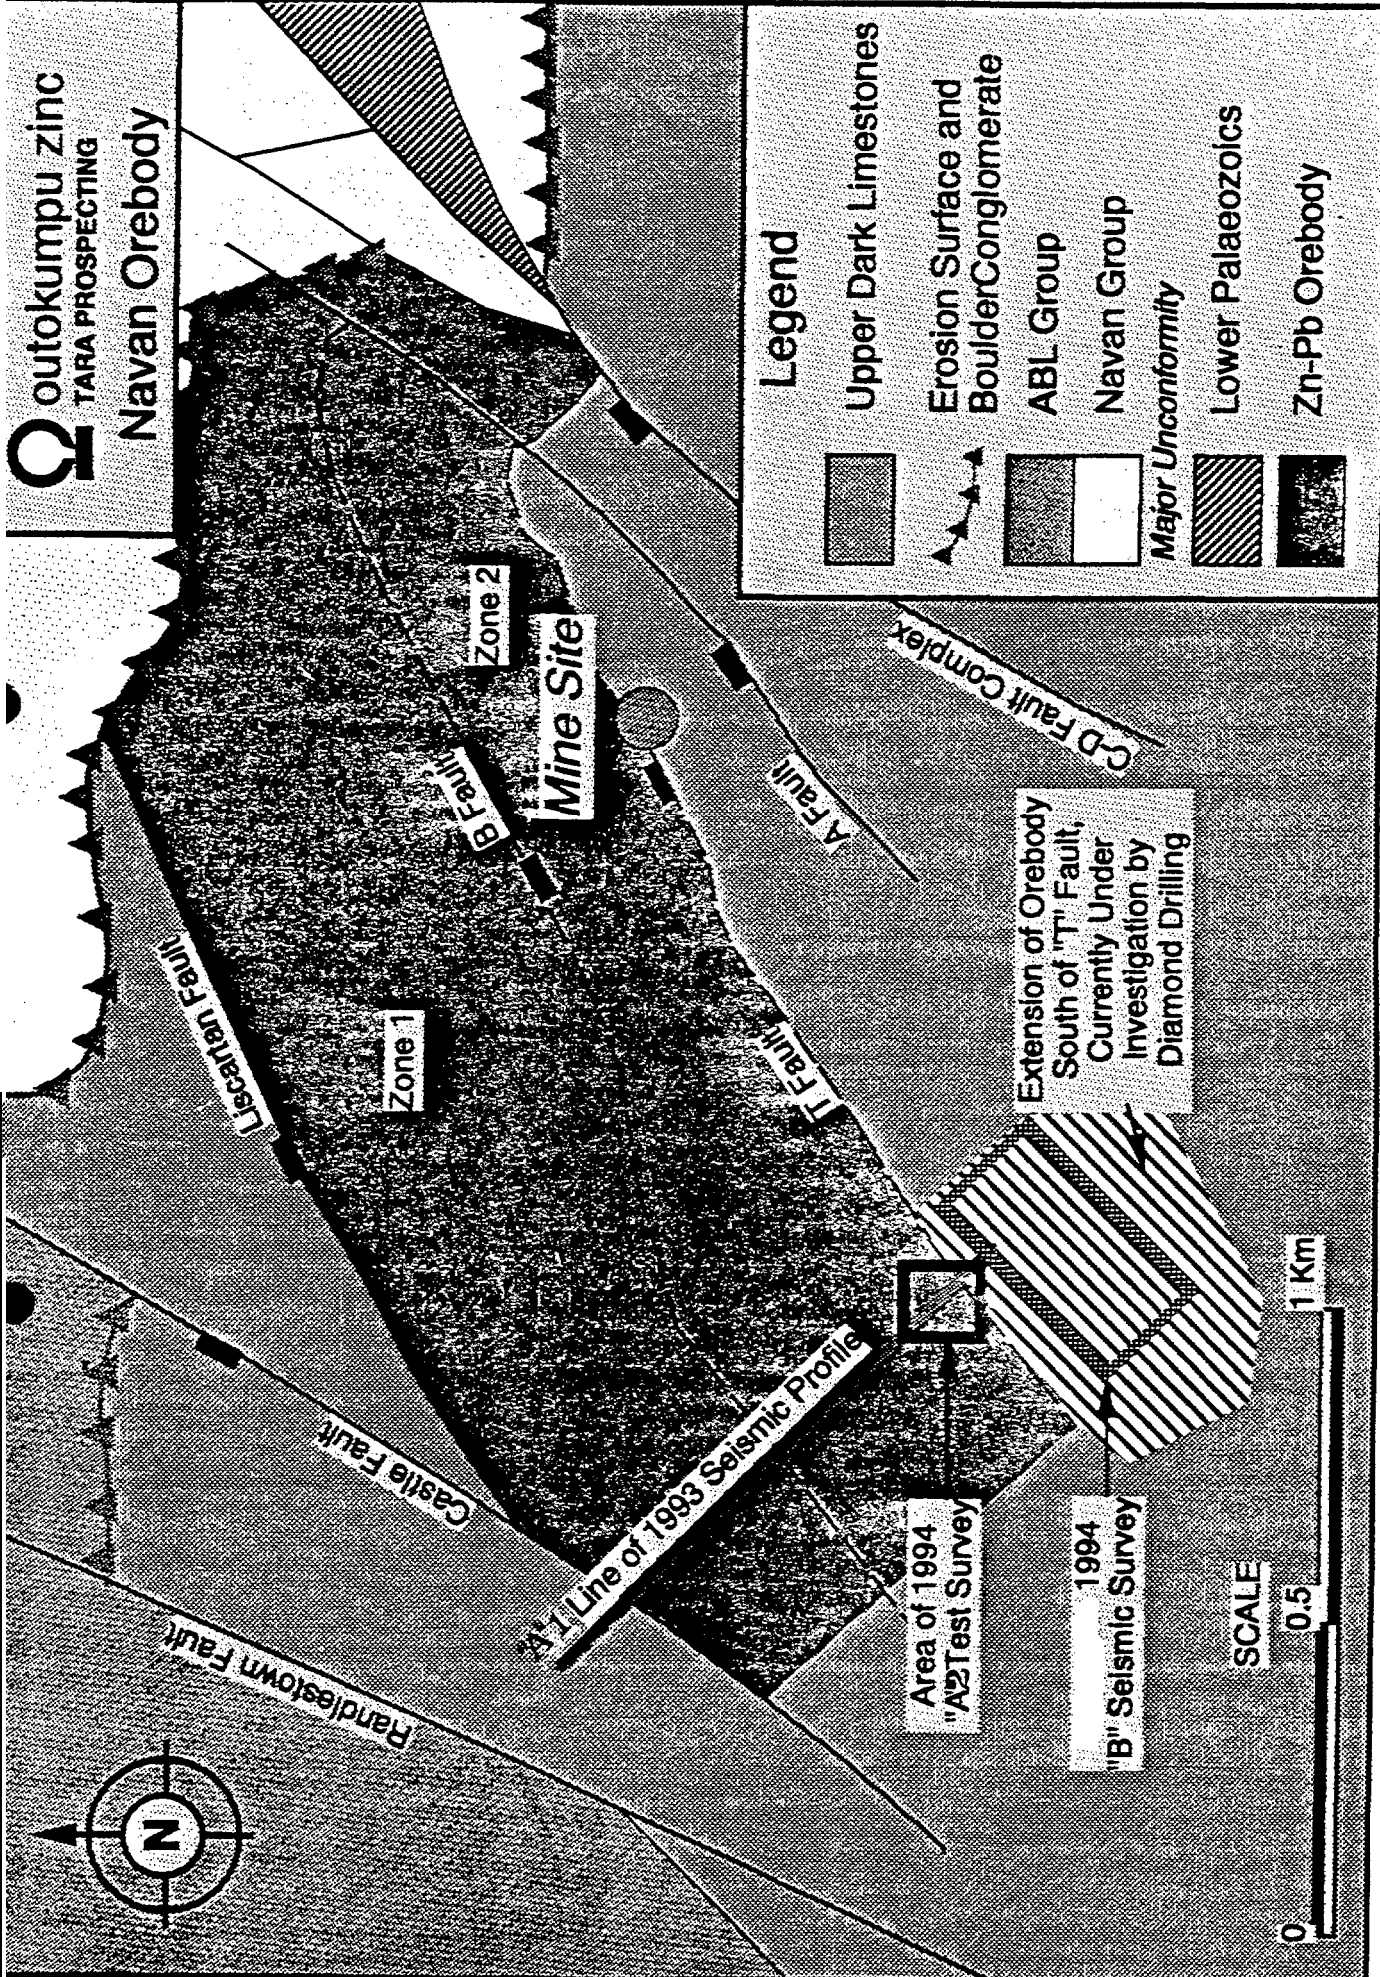 outokumpu zinc
TARA PROSPECTING
Navan Orebody
N
Randlestown Fault
Castle Fault
Liscartan Fault
Zone 1
B Fault
Zone 2
Mine Site
T Fault
A Fault
C-D Fault Complex
"A"1 Line of 1993 Seismic Profile
Area of 1994
"A2Test Survey
1994
"B" Seismic Survey
Extension of Orebody
South of "T" Fault,
Currently Under
Investigation by
Diamond Drilling
SCALE
0
0.5
1 Km
Legend
Upper Dark Limestones
Erosion Surface and
BoulderConglomerate
ABL Group
Navan Group
Major Unconformity
Lower Palaeozoics
Zn-Pb Orebody